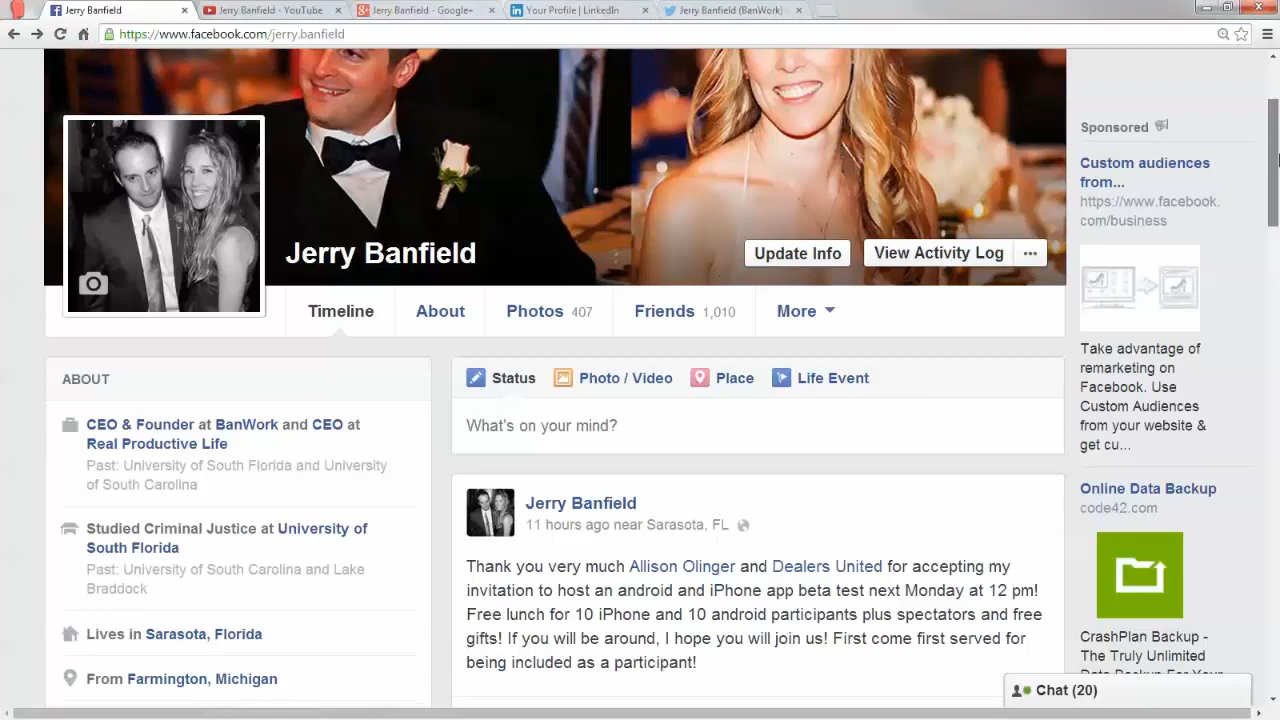 Jerry Banfield
Jerry Banfield - YouTube
Jerry Banfield - Google+
Your Profile | LinkedIn
Jerry Banfield (BanWork)
https://www.facebook.com/jerry.banfield
Jerry Banfield
Update Info
View Activity Log
Timeline
About
Photos 407
Friends 1,010
More
ABOUT
CEO & Founder at BanWork and CEO at
Real Productive Life
Past: University of South Florida and University
of South Carolina
Studied Criminal Justice at University of
South Florida
Past: University of South Carolina and Lake
Braddock
Lives in Sarasota, Florida
From Farmington, Michigan
Status
Photo / Video
Place
Life Event
What's on your mind?
Jerry Banfield
11 hours ago near Sarasota, FL
Thank you very much Allison Olinger and Dealers United for accepting my
invitation to host an android and iPhone app beta test next Monday at 12 pm!
Free lunch for 10 iPhone and 10 android participants plus spectators and free
gifts! If you will be around, I hope you will join us! First come first served for
being included as a participant!
Sponsored
Custom audiences
from...
https://www.facebook.
com/business
Take advantage of
remarketing on
Facebook. Use
Custom Audiences
from your website &
get cu...
Online Data Backup
code42.com
CrashPlan Backup -
The Truly Unlimited
Data Backup For Your
Chat (20)